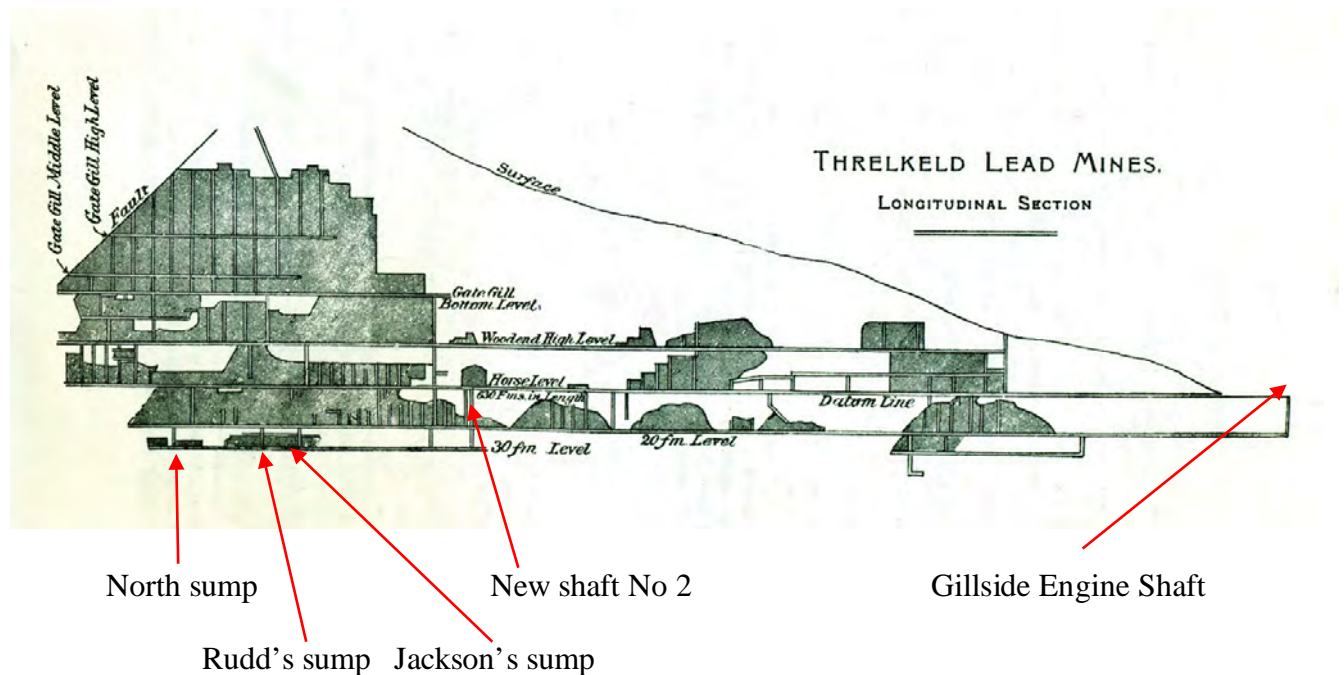 THRELKELD LEAD MINES.
LONGITUDINAL SECTION
Gate Gill Middle Level
Gate Gill High Level
Fault
Surface
Gate Gill
Bottom Level.
Woodend High Level
Horse Level
630 Fms. in Length
Datum Line
20 fm Level
30 fm Level
North sump
New shaft No 2
Gillside Engine Shaft
Rudd’s sump
Jackson’s sump